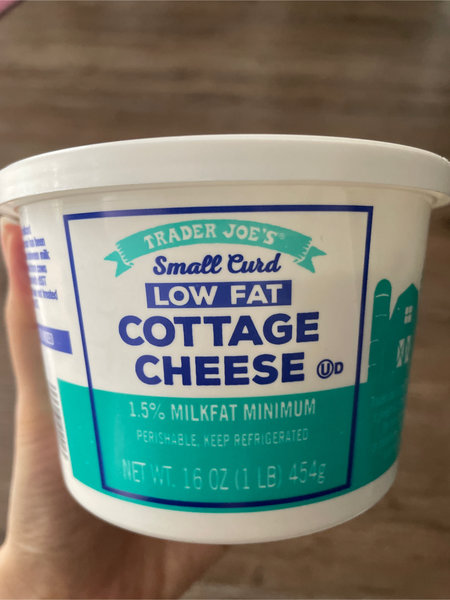 TRADER JOE'S®
Small Curd
LOW FAT
COTTAGE
CHEESE ⓊD
1.5% MILKFAT MINIMUM
PERISHABLE, KEEP REFRIGERATED
NET WT. 16 OZ (1 LB) 454g